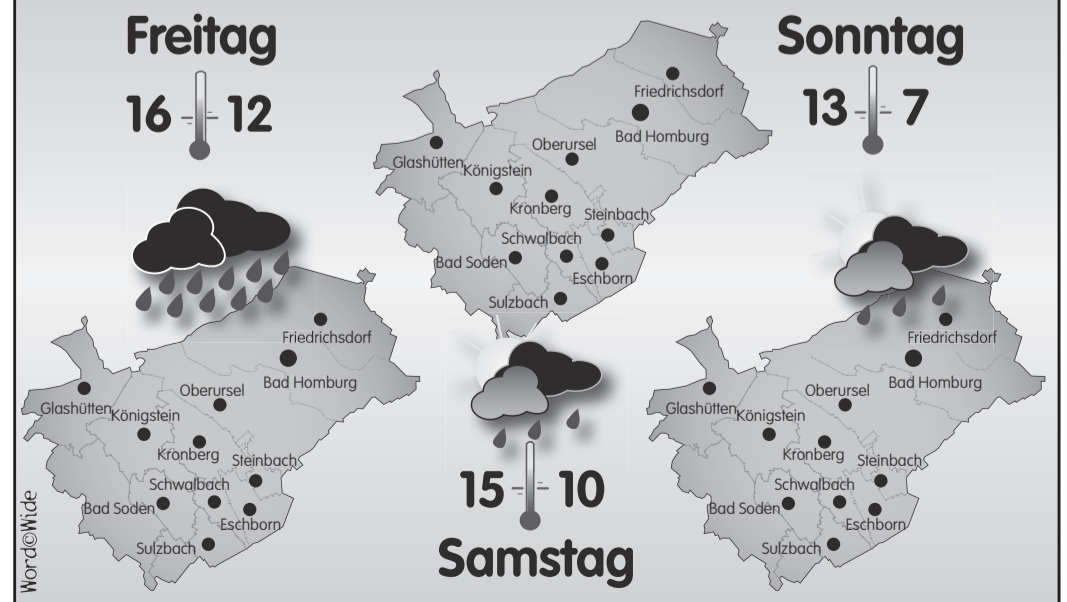 Freitag
16 12
Friedrichsdorf
Bad Homburg
Oberursel
Glashütten
Königstein
Kronberg
Steinbach
Schwalbach
Bad Soden
Eschborn
Sulzbach
Friedrichsdorf
Bad Homburg
Oberursel
Glashütten
Königstein
Kronberg
Steinbach
Schwalbach
Bad Soden
Eschborn
Sulzbach
15 10
Samstag
Sonntag
13 7
Friedrichsdorf
Bad Homburg
Oberursel
Glashütten
Königstein
Kronberg
Steinbach
Schwalbach
Bad Soden
Eschborn
Sulzbach
Word©Wide